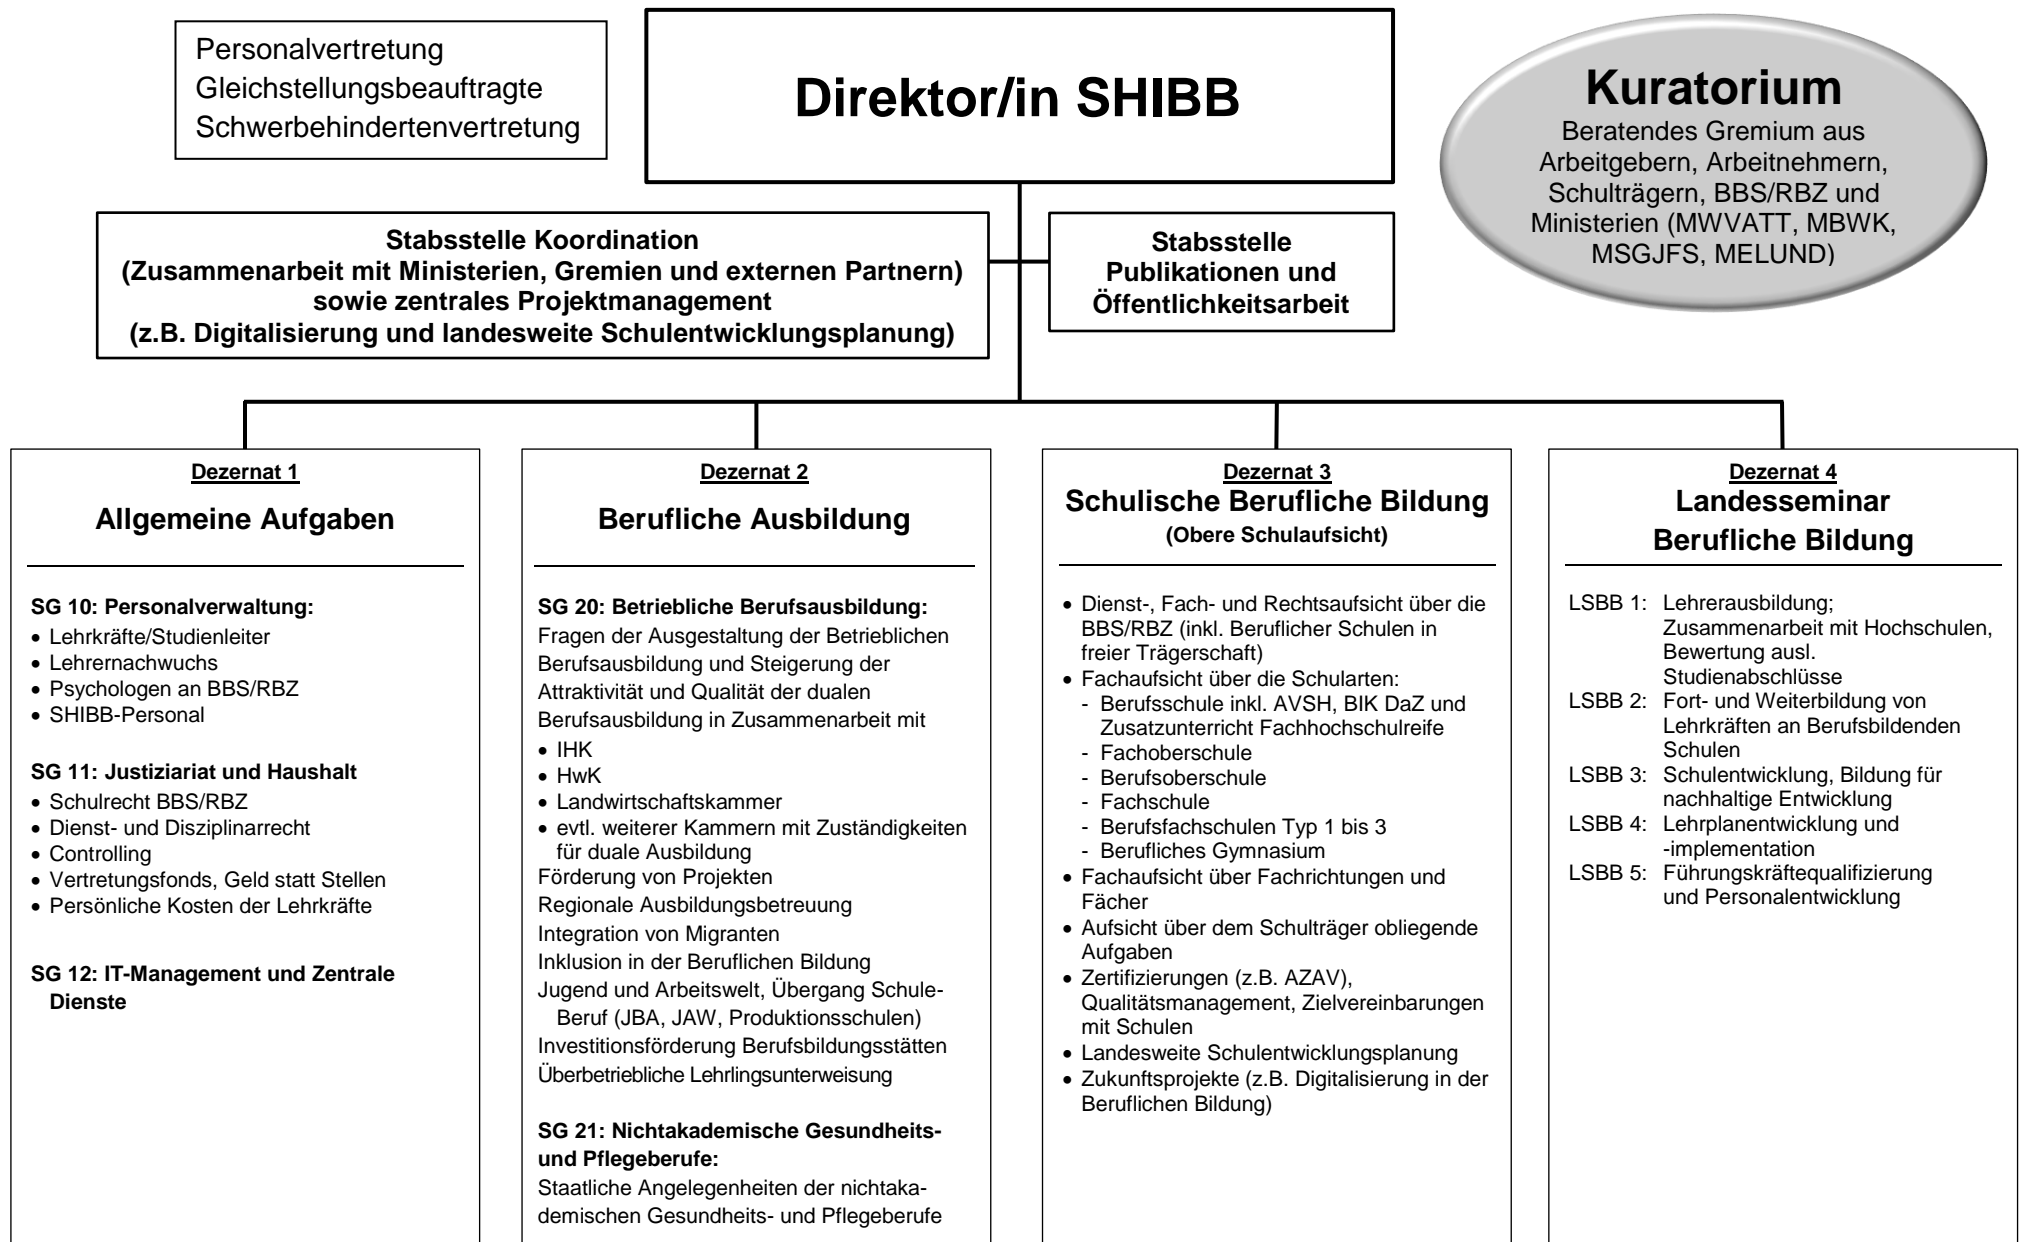 Personalvertretung
Gleichstellungsbeauftragte
Schwerbehindertenvertretung
Direktor/in SHIBB
Kuratorium
Beratendes Gremium aus
Arbeitgebern, Arbeitnehmern,
Schulträgern, BBS/RBZ und
Ministerien (MWVATT, MBWK,
MSGJFS, MELUND)
Stabsstelle Koordination
(Zusammenarbeit mit Ministerien, Gremien und externen Partnern)
sowie zentrales Projektmanagement
(z.B. Digitalisierung und landesweite Schulentwicklungsplanung)
Stabsstelle
Publikationen und
Öffentlichkeitsarbeit
Dezernat 1
Allgemeine Aufgaben
SG 10: Personalverwaltung:
• Lehrkräfte/Studienleiter
• Lehrernachwuchs
• Psychologen an BBS/RBZ
• SHIBB-Personal
SG 11: Justiziariat und Haushalt
• Schulrecht BBS/RBZ
• Dienst- und Disziplinarrecht
• Controlling
• Vertretungsfonds, Geld statt Stellen
• Persönliche Kosten der Lehrkräfte
SG 12: IT-Management und Zentrale
Dienste
Dezernat 2
Berufliche Ausbildung
SG 20: Betriebliche Berufsausbildung:
Fragen der Ausgestaltung der Betrieblichen
Berufsausbildung und Steigerung der
Attraktivität und Qualität der dualen
Berufsausbildung in Zusammenarbeit mit
• IHK
• HwK
• Landwirtschaftskammer
• evtl. weiterer Kammern mit Zuständigkeiten
für duale Ausbildung
Förderung von Projekten
Regionale Ausbildungsbetreuung
Integration von Migranten
Inklusion in der Beruflichen Bildung
Jugend und Arbeitswelt, Übergang Schule-
Beruf (JBA, JAW, Produktionsschulen)
Investitionsförderung Berufsbildungsstätten
Überbetriebliche Lehrlingsunterweisung
SG 21: Nichtakademische Gesundheits-
und Pflegeberufe:
Staatliche Angelegenheiten der nichtaka-
demischen Gesundheits- und Pflegeberufe
Dezernat 3
Schulische Berufliche Bildung
(Obere Schulaufsicht)
• Dienst-, Fach- und Rechtsaufsicht über die
BBS/RBZ (inkl. Beruflicher Schulen in
freier Trägerschaft)
• Fachaufsicht über die Schularten:
- Berufsschule inkl. AVSH, BIK DaZ und
Zusatzunterricht Fachhochschulreife
- Fachoberschule
- Berufsoberschule
- Fachschule
- Berufsfachschulen Typ 1 bis 3
- Berufliches Gymnasium
• Fachaufsicht über Fachrichtungen und
Fächer
• Aufsicht über dem Schulträger obliegende
Aufgaben
• Zertifizierungen (z.B. AZAV),
Qualitätsmanagement, Zielvereinbarungen
mit Schulen
• Landesweite Schulentwicklungsplanung
• Zukunftsprojekte (z.B. Digitalisierung in der
Beruflichen Bildung)
Dezernat 4
Landesseminar
Berufliche Bildung
LSBB 1: Lehrerausbildung;
Zusammenarbeit mit Hochschulen,
Bewertung ausl.
Studienabschlüsse
LSBB 2: Fort- und Weiterbildung von
Lehrkräften an Berufsbildenden
Schulen
LSBB 3: Schulentwicklung, Bildung für
nachhaltige Entwicklung
LSBB 4: Lehrplanentwicklung und
-implementation
LSBB 5: Führungskräftequalifizierung
und Personalentwicklung